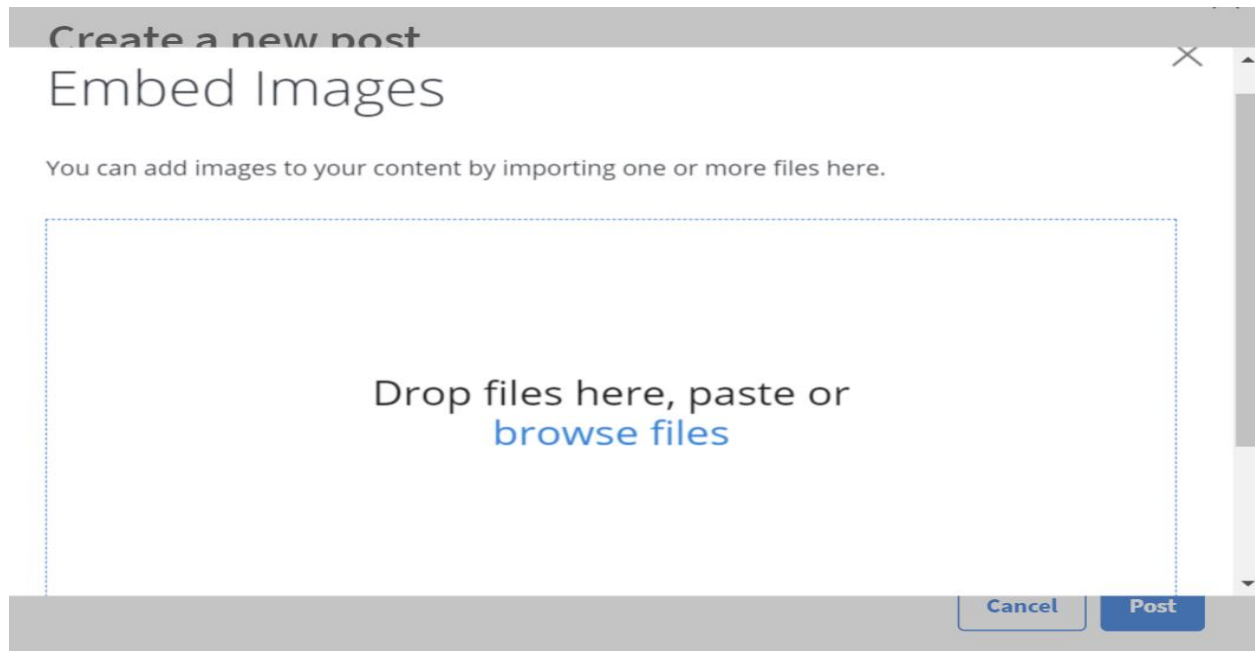 Create a new post
Embed Images
You can add images to your content by importing one or more files here.
Drop files here, paste or
browse files
Cancel
Post